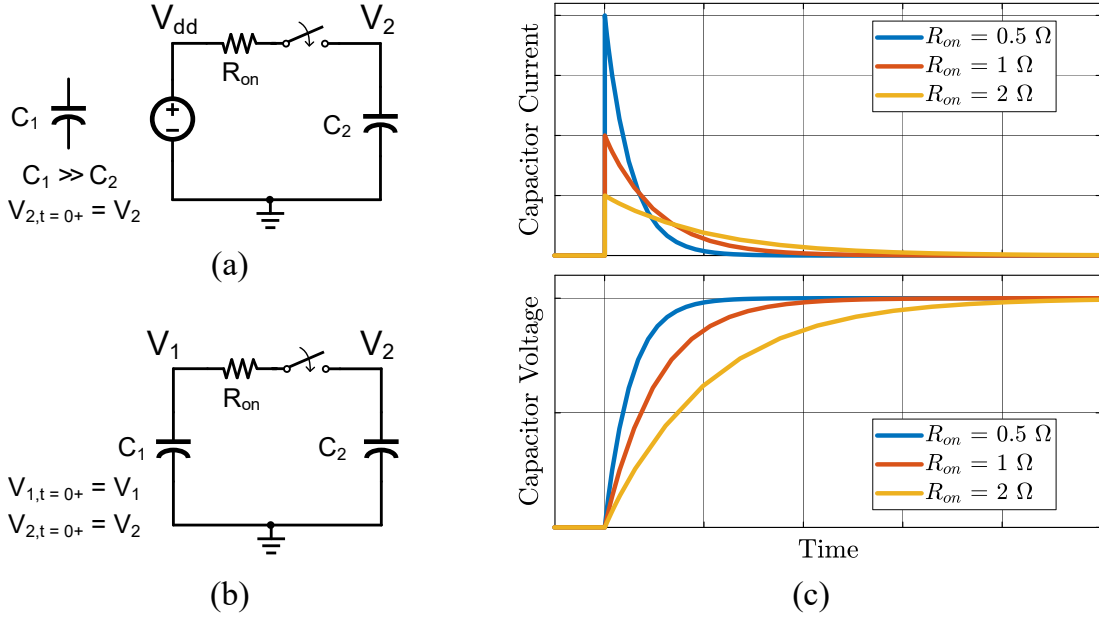 V_dd
V_2
R_on
C_1
C_2
C_1 >> C_2
V_2,t = 0+ = V_2
(a)
V_1
V_2
R_on
C_1
C_2
V_1,t = 0+ = V_1
V_2,t = 0+ = V_2
(b)
Capacitor Current
R_on = 0.5 Ω
R_on = 1 Ω
R_on = 2 Ω
Capacitor Voltage
R_on = 0.5 Ω
R_on = 1 Ω
R_on = 2 Ω
Time
(c)